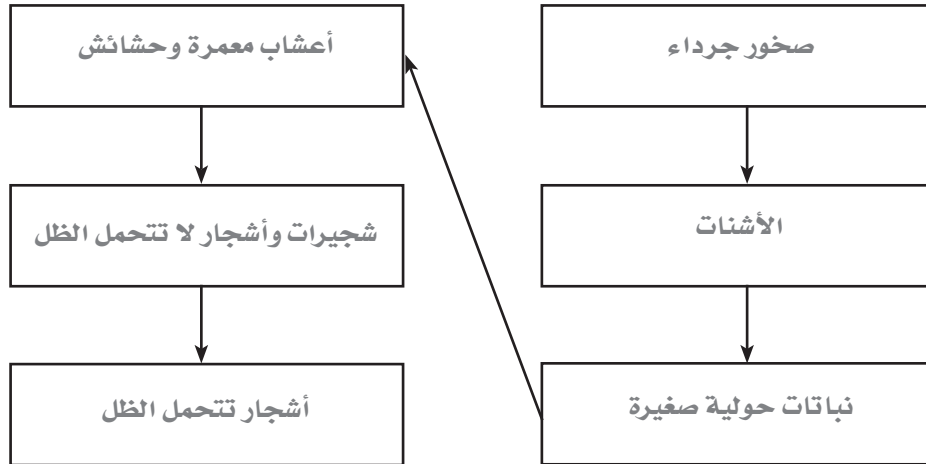 صخور جرداء
الأشنات
نباتات حولية صغيرة
أعشاب معمرة وحشائش
شجيرات وأشجار لا تتحمل الظل
أشجار تتحمل الظل